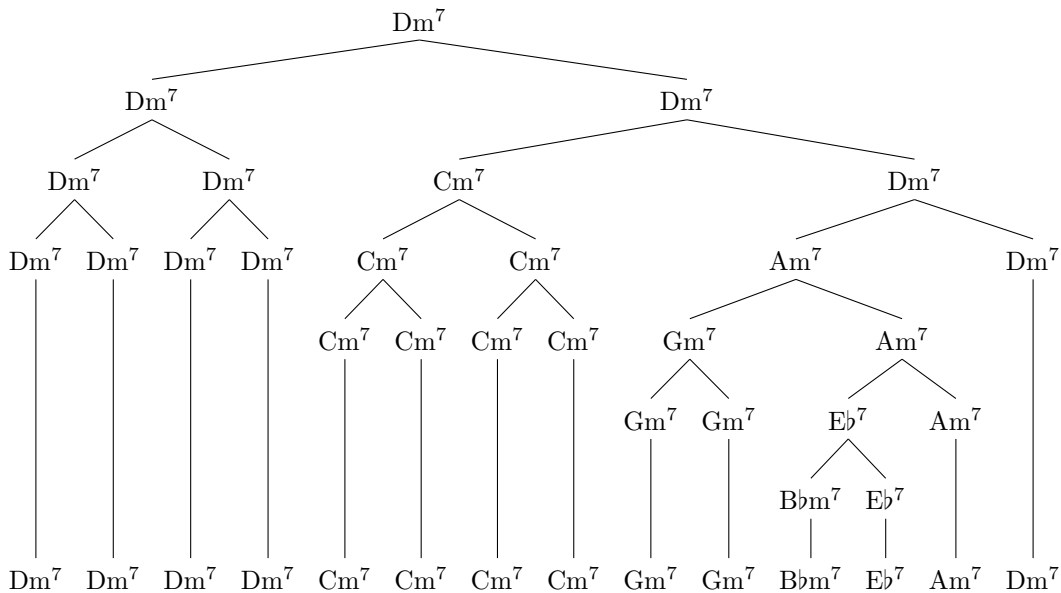 Dm⁷
Dm⁷ Dm⁷
Dm⁷ Dm⁷ Cm⁷ Dm⁷
Dm⁷ Dm⁷ Dm⁷ Dm⁷ Cm⁷ Cm⁷ Am⁷ Dm⁷
Cm⁷ Cm⁷ Cm⁷ Cm⁷ Gm⁷ Am⁷
Gm⁷ Gm⁷ E♭⁷ Am⁷
B♭m⁷ E♭⁷
Dm⁷ Dm⁷ Dm⁷ Dm⁷ Cm⁷ Cm⁷ Cm⁷ Cm⁷ Gm⁷ Gm⁷ B♭m⁷ E♭⁷ Am⁷ Dm⁷